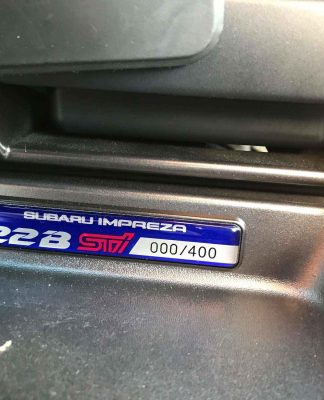 SUBARU IMPREZA
22B STI 000/400